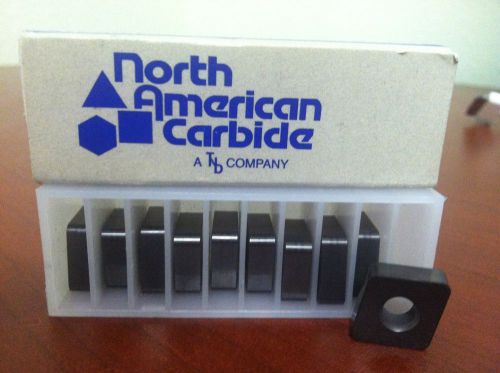 North
American
Carbide
A TND COMPANY